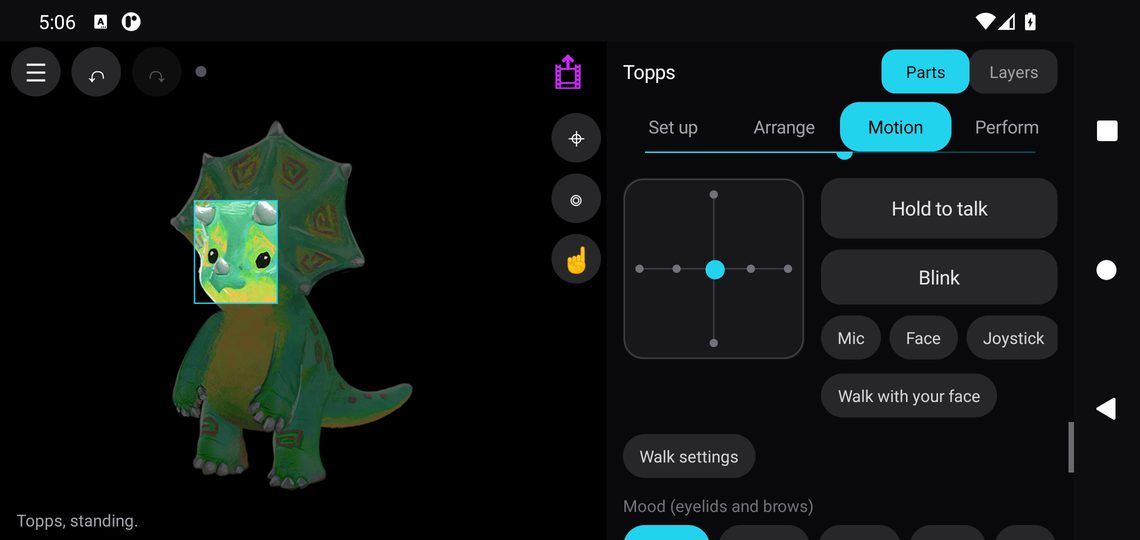 5:06
Topps
Parts
Layers
Set up
Arrange
Motion
Perform
Hold to talk
Blink
Mic
Face
Joystick
Walk with your face
Walk settings
Mood (eyelids and brows)
Topps, standing.